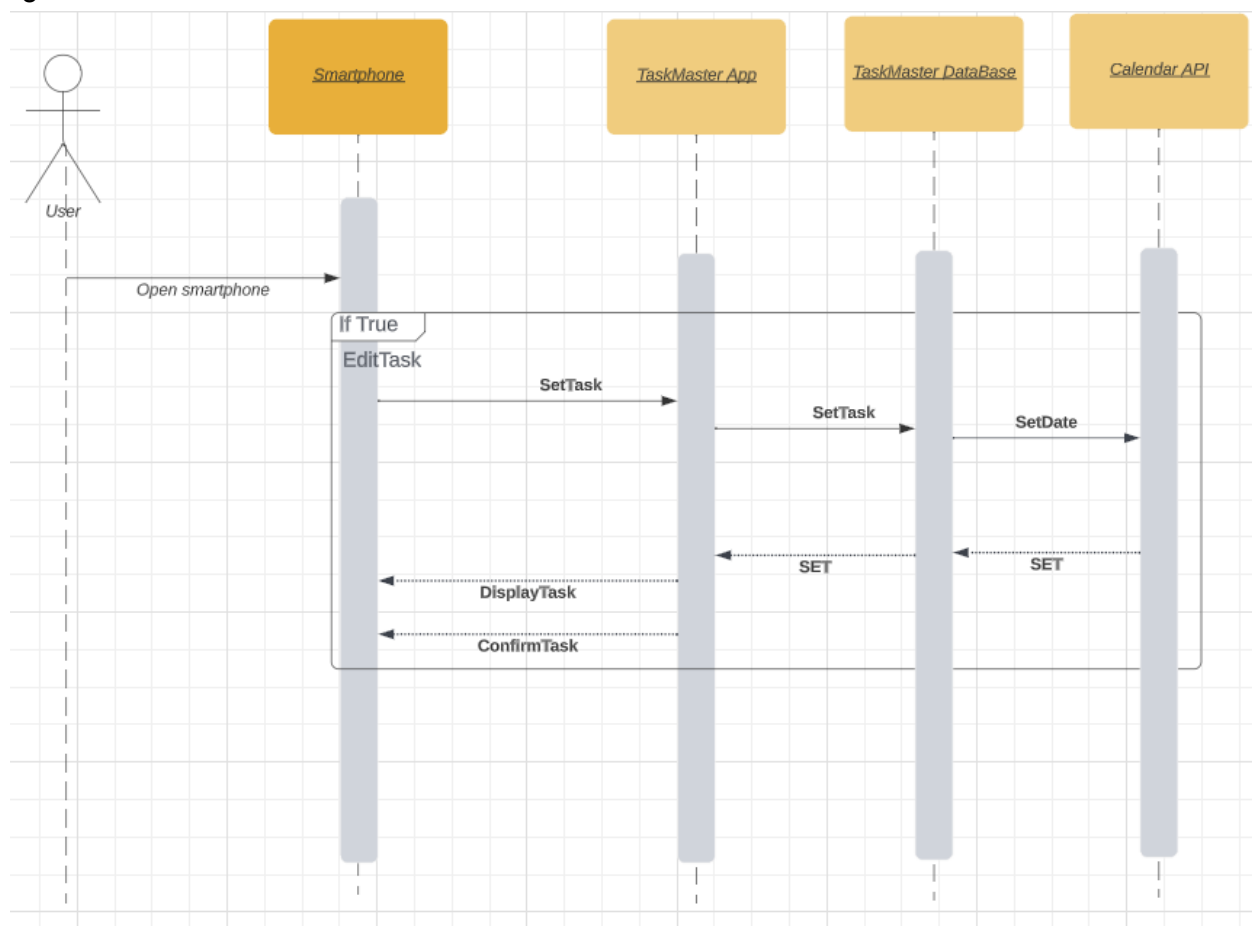 Smartphone
TaskMaster App
TaskMaster DataBase
Calendar API
User
Open smartphone
If True
EditTask
SetTask
SetTask
SetDate
SET
SET
DisplayTask
ConfirmTask